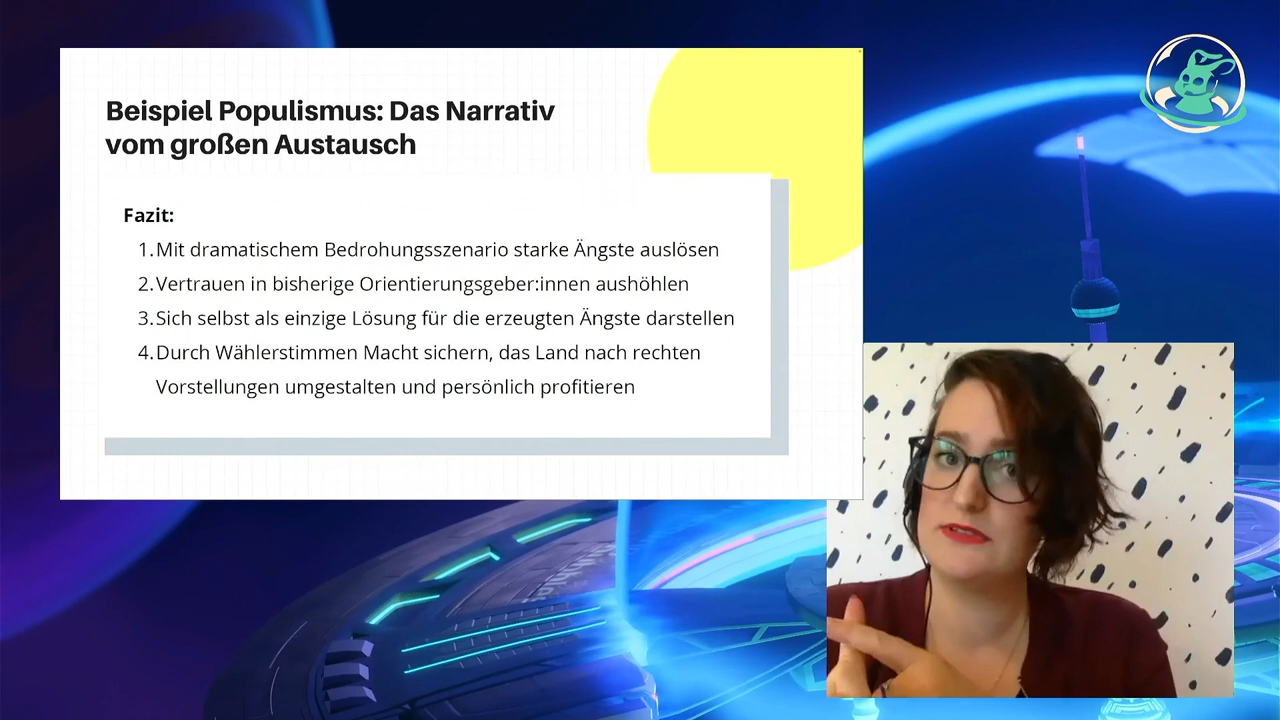 Beispiel Populismus: Das Narrativ
vom großen Austausch
Fazit:
1. Mit dramatischem Bedrohungsszenario starke Ängste auslösen
2. Vertrauen in bisherige Orientierungsgeber:innen aushöhlen
3. Sich selbst als einzige Lösung für die erzeugten Ängste darstellen
4. Durch Wählerstimmen Macht sichern, das Land nach rechten
Vorstellungen umgestalten und persönlich profitieren